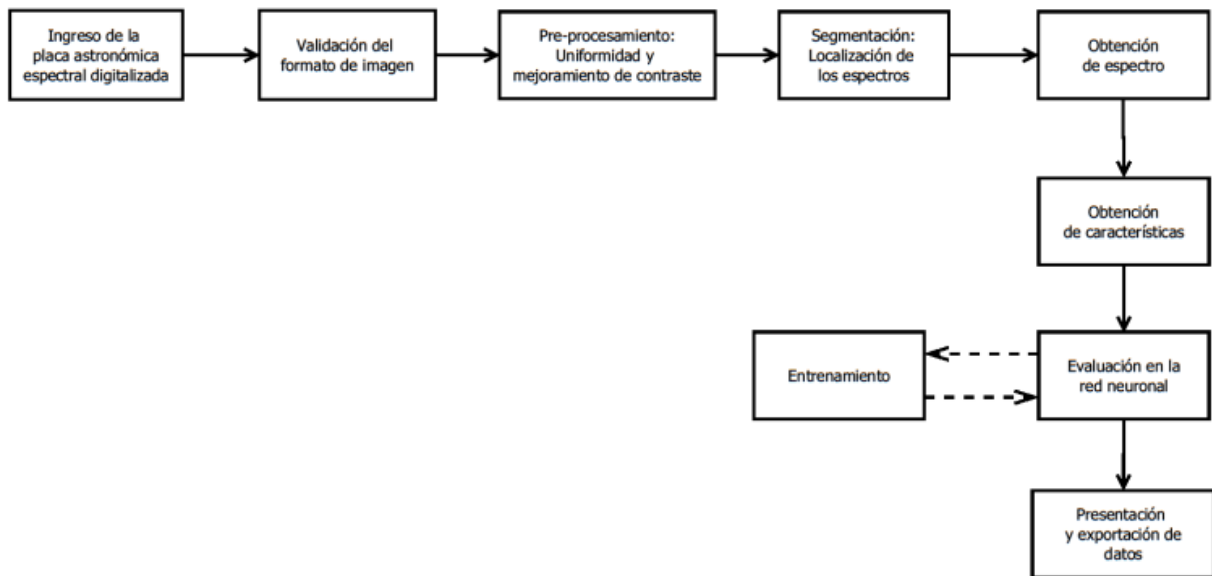 Ingreso de la
placa astronómica
espectral digitalizada
Validación del
formato de imagen
Pre-procesamiento:
Uniformidad y
mejoramiento de contraste
Segmentación:
Localización de
los espectros
Obtención
de espectro
Obtención
de características
Entrenamiento
Evaluación en la
red neuronal
Presentación
y exportación de
datos